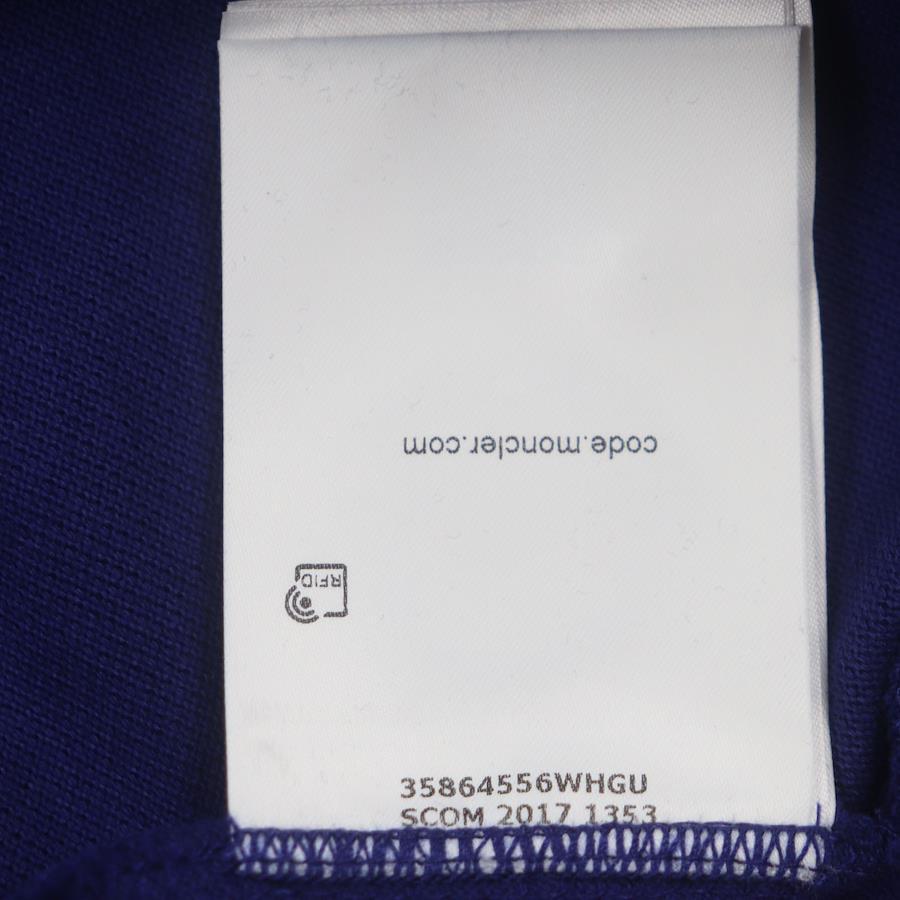 code.moncler.com
RFID
35864556WHGU
SCOM 2017 1353